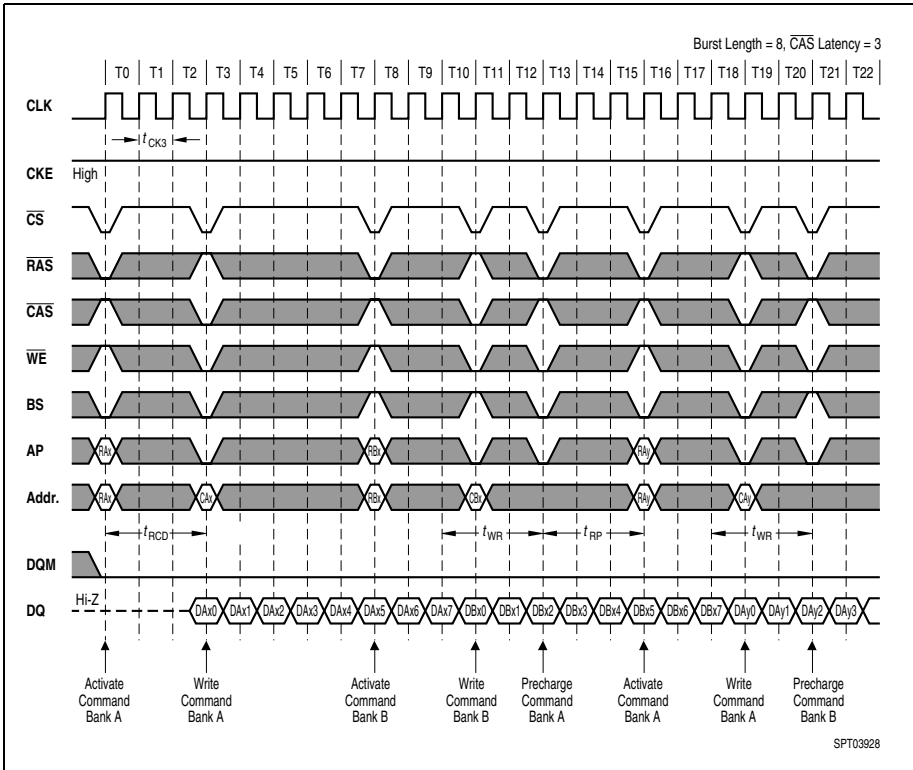 Burst Length = 8, CAS Latency = 3
T0 T1 T2 T3 T4 T5 T6 T7 T8 T9 T10 T11 T12 T13 T14 T15 T16 T17 T18 T19 T20 T21 T22
CLK
tCK3
CKE High
CS
RAS
CAS
WE
BS
AP RAx RBx RAy
Addr. RAx CAx RBx CBx RAy CAy
tRCD tWR tRP tWR
DQM
DQ Hi-Z DAx0 DAx1 DAx2 DAx3 DAx4 DAx5 DAx6 DAx7 DBx0 DBx1 DBx2 DBx3 DBx4 DBx5 DBx6 DBx7 DAy0 DAy1 DAy2 DAy3
Activate Command Bank A
Write Command Bank A
Activate Command Bank B
Write Command Bank B
Precharge Command Bank A
Activate Command Bank A
Write Command Bank A
Precharge Command Bank B
SPT03928